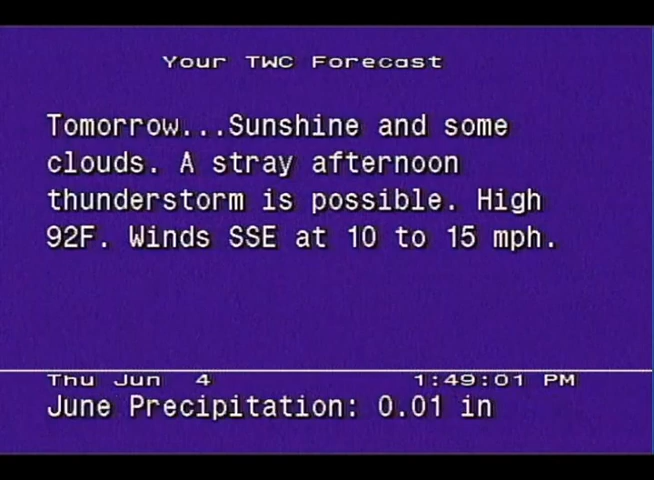 Your TWC Forecast
Tomorrow...Sunshine and some
clouds. A stray afternoon
thunderstorm is possible. High
92F. Winds SSE at 10 to 15 mph.
Thu Jun 4 1:49:01 PM
June Precipitation: 0.01 in